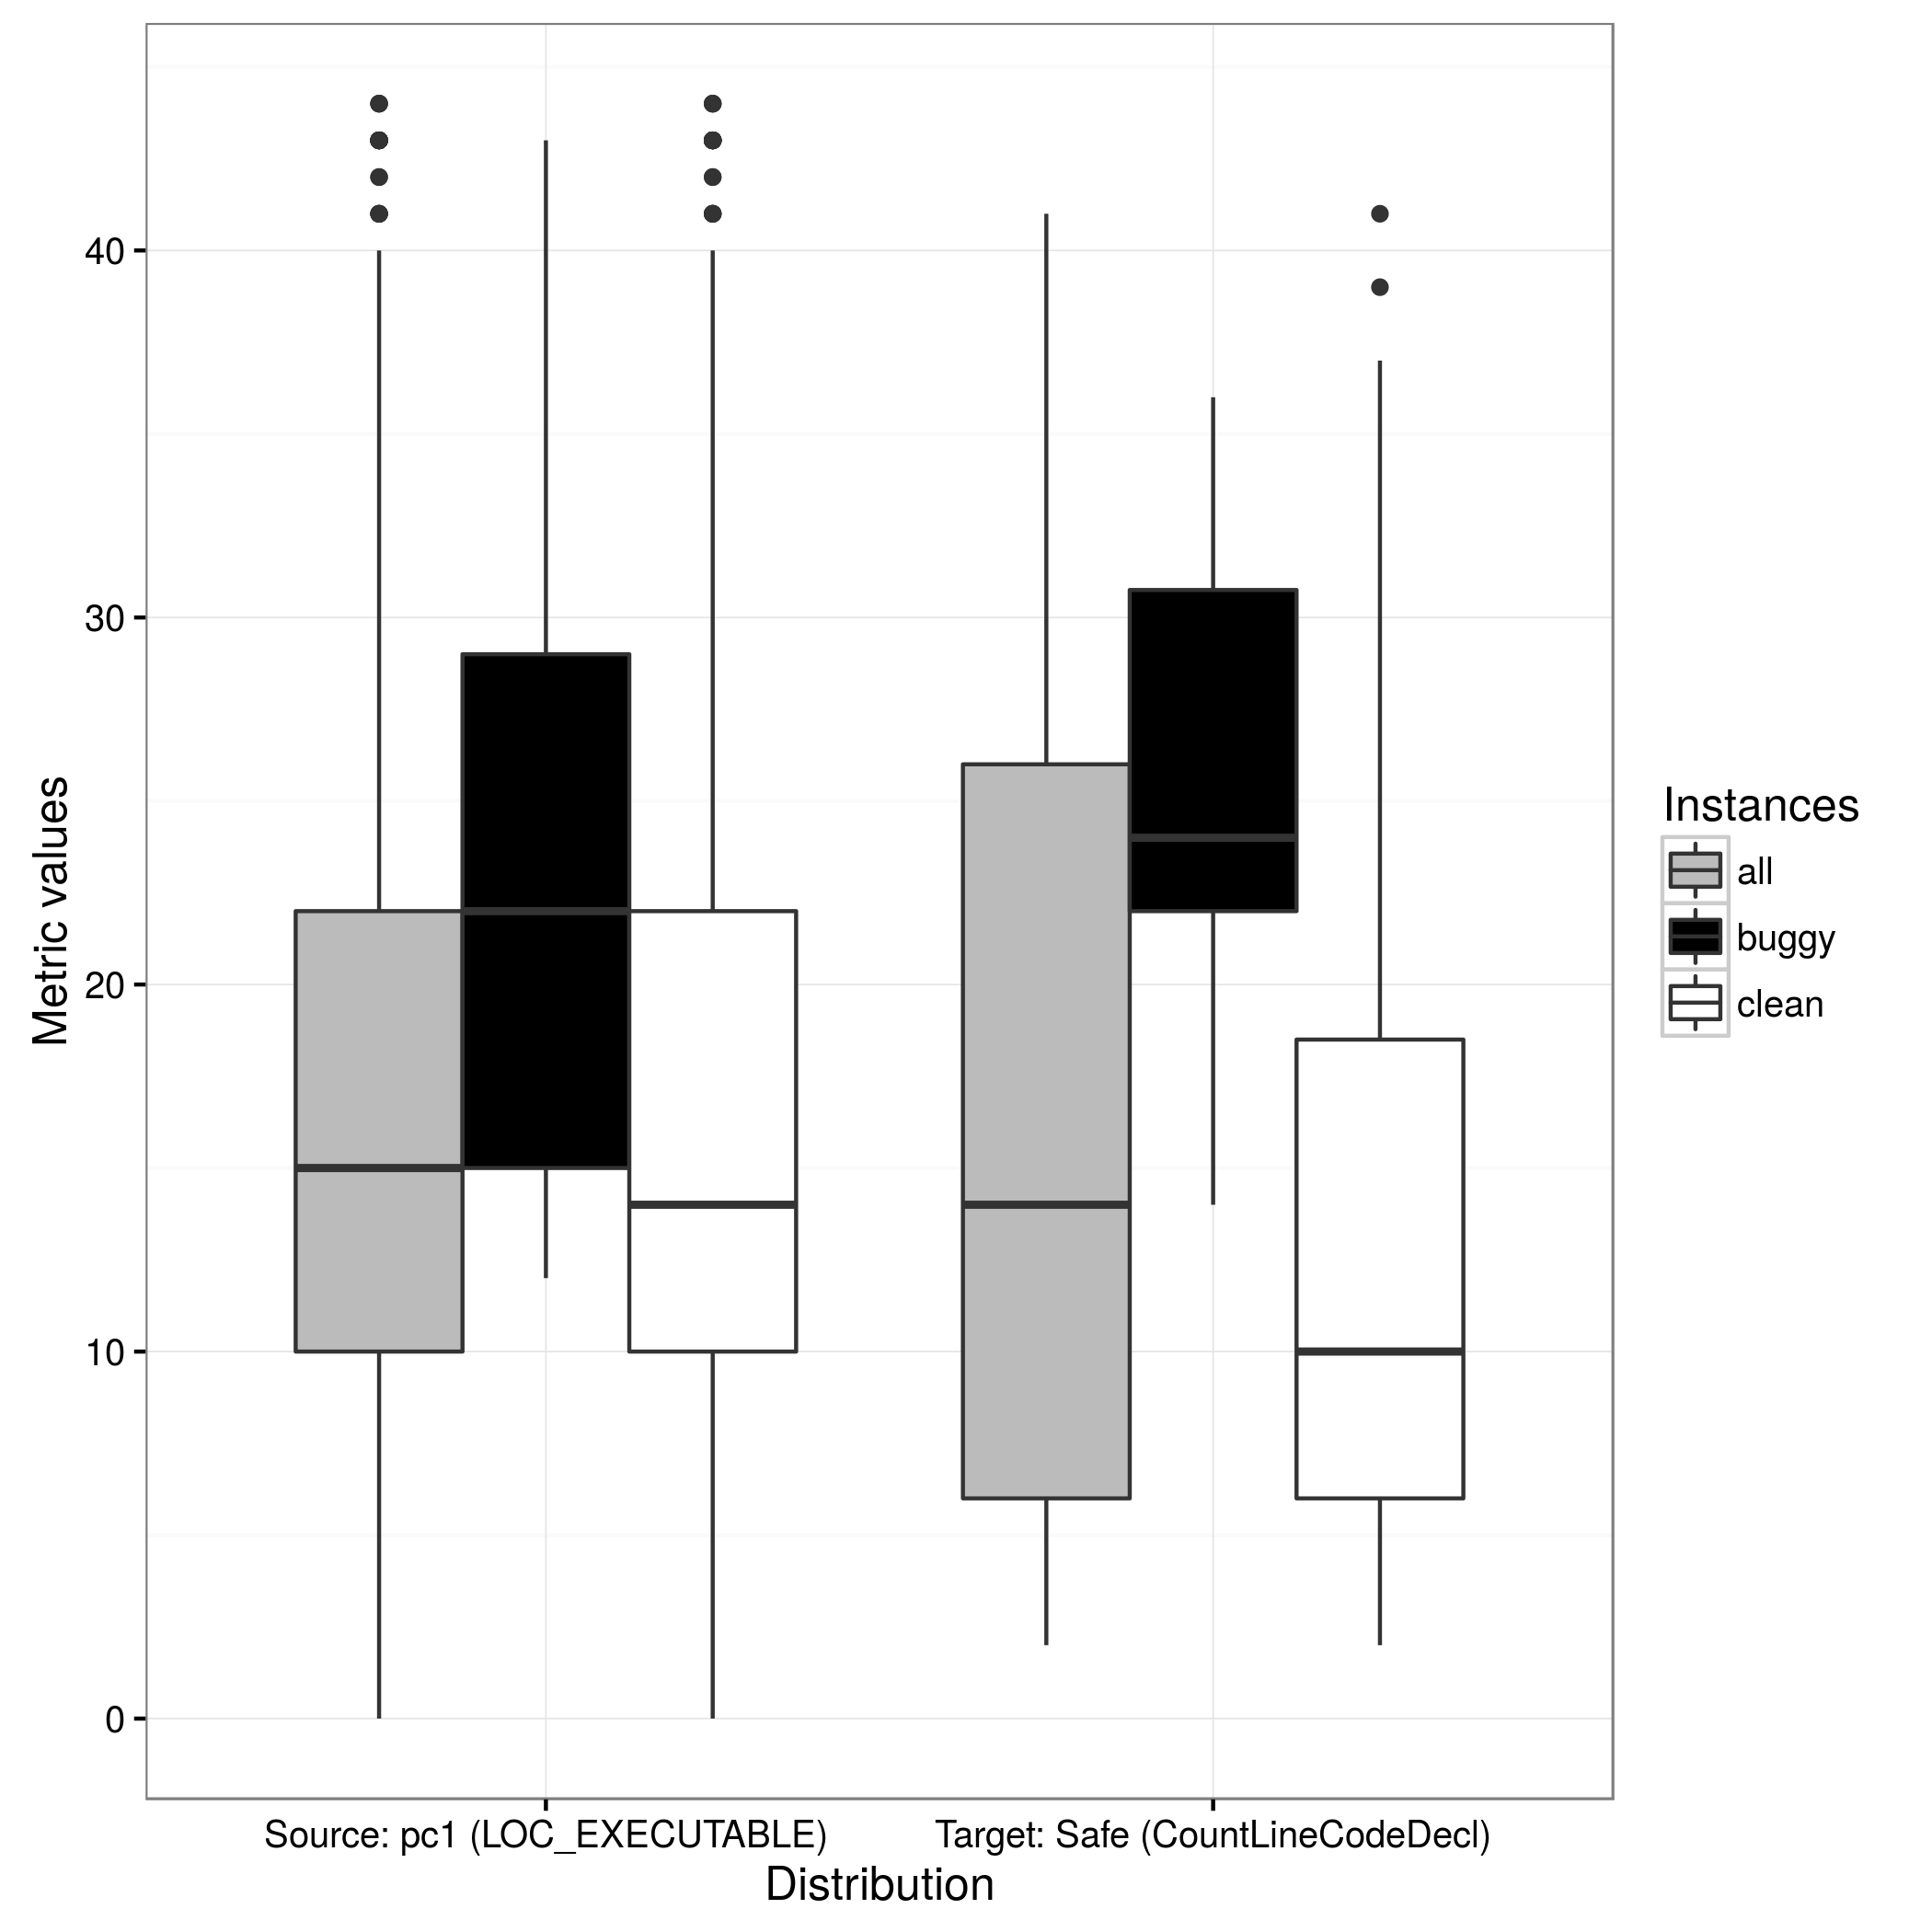 Metric values
40
30
20
10
0
Source: pc1 (LOC_EXECUTABLE)
Target: Safe (CountLineCodeDecl)
Distribution
Instances
all
buggy
clean